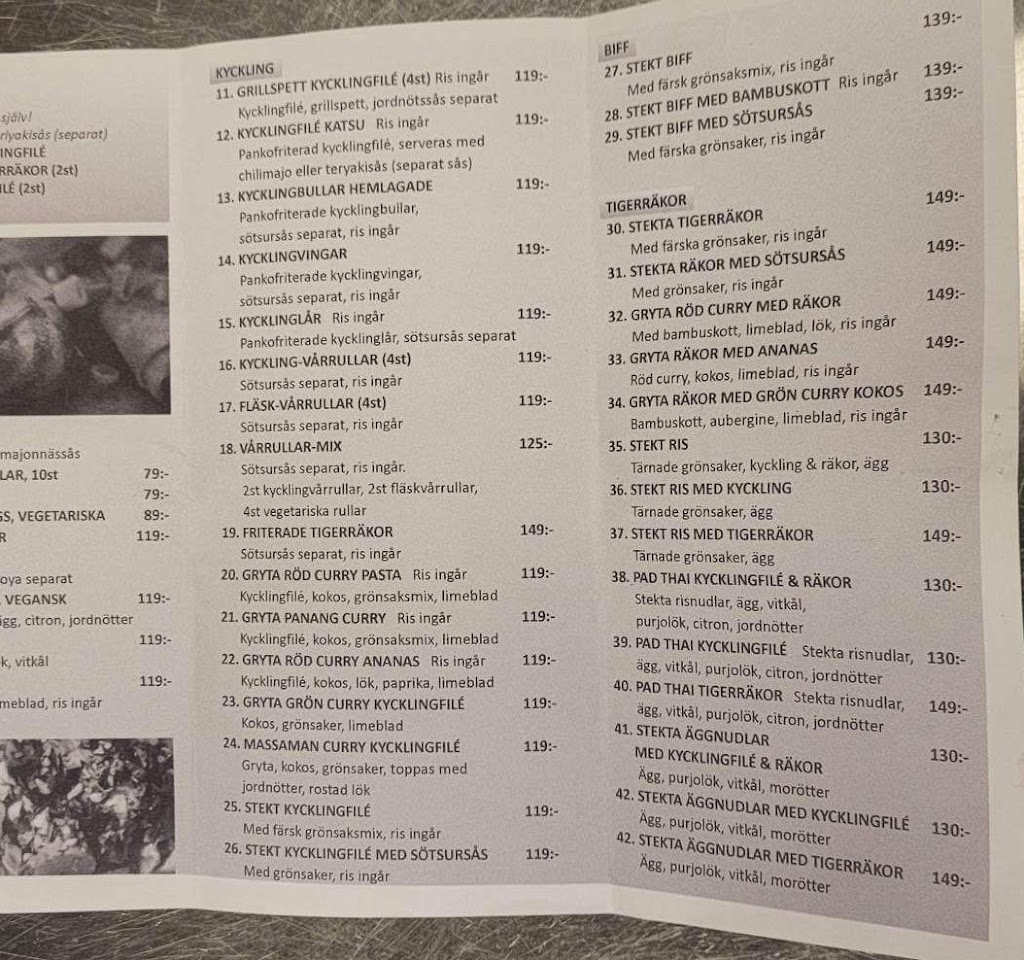 själv!
riyakisås (separat)
INGFILÉ
RRÄKOR (2st)
ILÉ (2st)
majonnässås
LAR, 10st 79:-
79:-
GS, VEGETARISKA 89:-
R 119:-
oya separat
VEGANSK 119:-
ägg, citron, jordnötter
119:-
k, vitkål
119:-
meblad, ris ingår
KYCKLING
11. GRILLSPETT KYCKLINGFILÉ (4st) Ris ingår 119:-
Kycklingfilé, grillspett, jordnötssås separat
12. KYCKLINGFILÉ KATSU Ris ingår 119:-
Pankofriterad kycklingfilé, serveras med
chilimajo eller teryakisås (separat sås)
13. KYCKLINGBULLAR HEMLAGADE 119:-
Pankofriterade kycklingbullar,
sötsursås separat, ris ingår
14. KYCKLINGVINGAR 119:-
Pankofriterade kycklingvingar,
sötsursås separat, ris ingår
15. KYCKLINGLÅR Ris ingår 119:-
Pankofriterade kycklinglår, sötsursås separat
16. KYCKLING-VÅRRULLAR (4st) 119:-
Sötsursås separat, ris ingår
17. FLÄSK-VÅRRULLAR (4st) 119:-
Sötsursås separat, ris ingår
18. VÅRRULLAR-MIX 125:-
Sötsursås separat, ris ingår.
2st kycklingvårrullar, 2st fläskvårrullar,
4st vegetariska rullar
19. FRITERADE TIGERRÄKOR 149:-
Sötsursås separat, ris ingår
20. GRYTA RÖD CURRY PASTA Ris ingår 119:-
Kycklingfilé, kokos, grönsaksmix, limeblad
21. GRYTA PANANG CURRY Ris ingår 119:-
Kycklingfilé, kokos, grönsaksmix, limeblad
22. GRYTA RÖD CURRY ANANAS Ris ingår 119:-
Kycklingfilé, kokos, lök, paprika, limeblad
23. GRYTA GRÖN CURRY KYCKLINGFILÉ 119:-
Kokos, grönsaker, limeblad
24. MASSAMAN CURRY KYCKLINGFILÉ 119:-
Gryta, kokos, grönsaker, toppas med
jordnötter, rostad lök
25. STEKT KYCKLINGFILÉ 119:-
Med färsk grönsaksmix, ris ingår
26. STEKT KYCKLINGFILÉ MED SÖTSURSÅS 119:-
Med grönsaker, ris ingår
BIFF
27. STEKT BIFF 139:-
Med färsk grönsaksmix, ris ingår
28. STEKT BIFF MED BAMBUSKOTT Ris ingår 139:-
29. STEKT BIFF MED SÖTSURSÅS 139:-
Med färska grönsaker, ris ingår
TIGERRÄKOR
30. STEKTA TIGERRÄKOR 149:-
Med färska grönsaker, ris ingår
31. STEKTA RÄKOR MED SÖTSURSÅS 149:-
Med grönsaker, ris ingår
32. GRYTA RÖD CURRY MED RÄKOR 149:-
Med bambuskott, limeblad, lök, ris ingår
33. GRYTA RÄKOR MED ANANAS 149:-
Röd curry, kokos, limeblad, ris ingår
34. GRYTA RÄKOR MED GRÖN CURRY KOKOS 149:-
Bambuskott, aubergine, limeblad, ris ingår
35. STEKT RIS 130:-
Tärnade grönsaker, kyckling & räkor, ägg
36. STEKT RIS MED KYCKLING 130:-
Tärnade grönsaker, ägg
37. STEKT RIS MED TIGERRÄKOR 149:-
Tärnade grönsaker, ägg
38. PAD THAI KYCKLINGFILÉ & RÄKOR 130:-
Stekta risnudlar, ägg, vitkål,
purjolök, citron, jordnötter
39. PAD THAI KYCKLINGFILÉ Stekta risnudlar, 130:-
ägg, vitkål, purjolök, citron, jordnötter
40. PAD THAI TIGERRÄKOR Stekta risnudlar, 149:-
ägg, vitkål, purjolök, citron, jordnötter
41. STEKTA ÄGGNUDLAR
MED KYCKLINGFILÉ & RÄKOR 130:-
Ägg, purjolök, vitkål, morötter
42. STEKTA ÄGGNUDLAR MED KYCKLINGFILÉ 130:-
Ägg, purjolök, vitkål, morötter
42. STEKTA ÄGGNUDLAR MED TIGERRÄKOR 149:-
Ägg, purjolök, vitkål, morötter